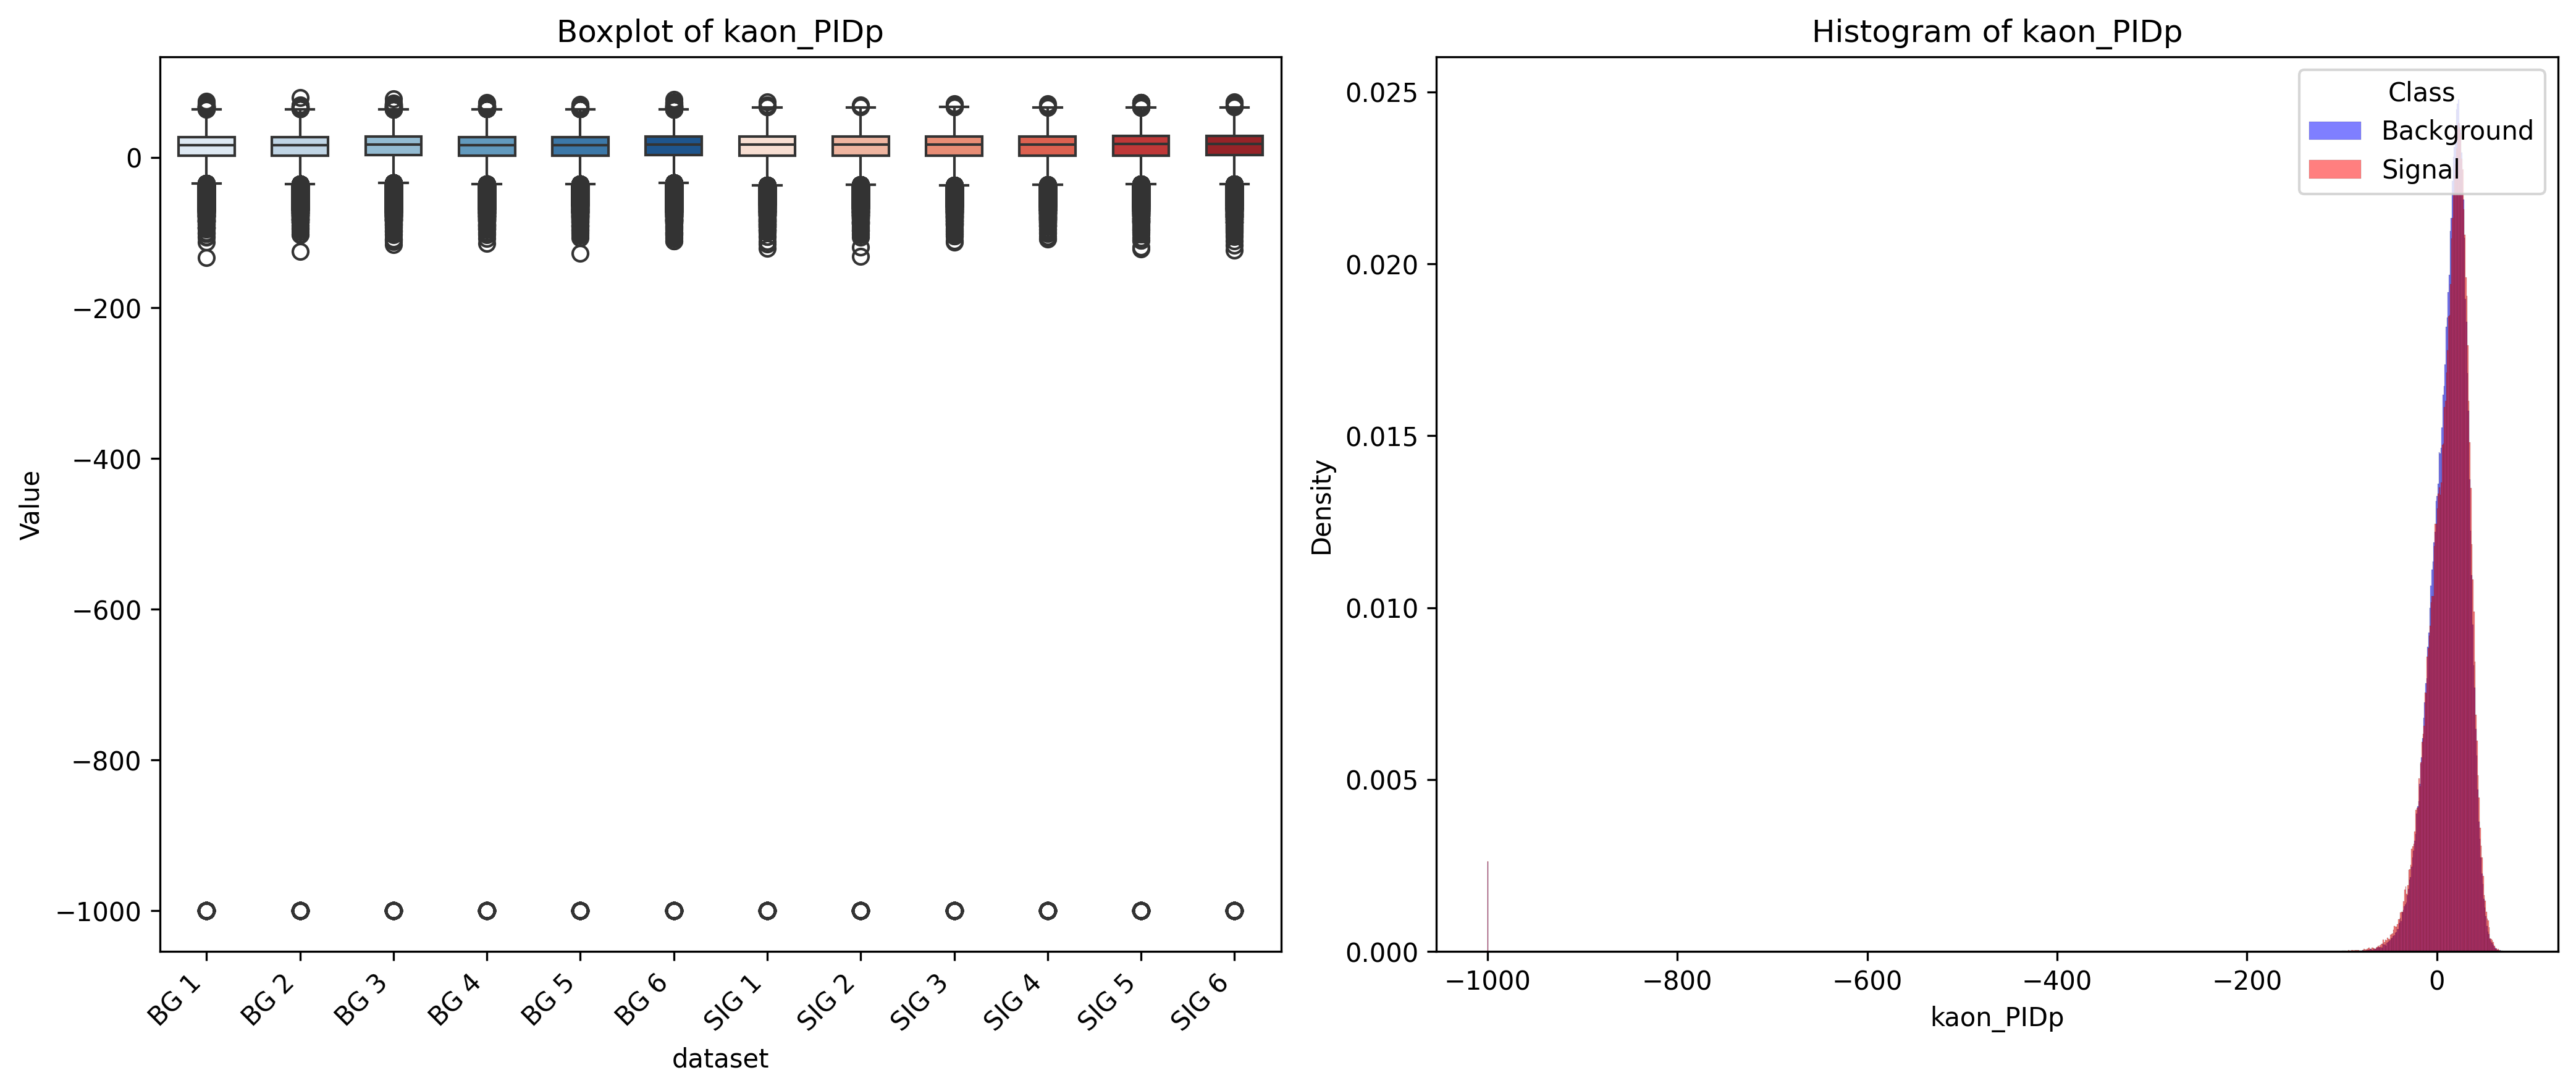 Boxplot of kaon_PIDp
0
−200
−400
−600
−800
−1000
Value
BG 1
BG 2
BG 3
BG 4
BG 5
BG 6
SIG 1
SIG 2
SIG 3
SIG 4
SIG 5
SIG 6
dataset
Histogram of kaon_PIDp
Class
Background
Signal
0.025
0.020
0.015
0.010
0.005
0.000
Density
−1000
−800
−600
−400
−200
0
kaon_PIDp